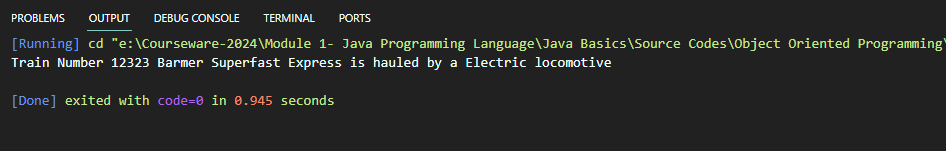 PROBLEMS OUTPUT DEBUG CONSOLE TERMINAL PORTS
[Running] cd "e:\Courseware-2024\Module 1- Java Programming Language\Java Basics\Source Codes\Object Oriented Programming\
Train Number 12323 Barmer Superfast Express is hauled by a Electric locomotive
[Done] exited with code=0 in 0.945 seconds